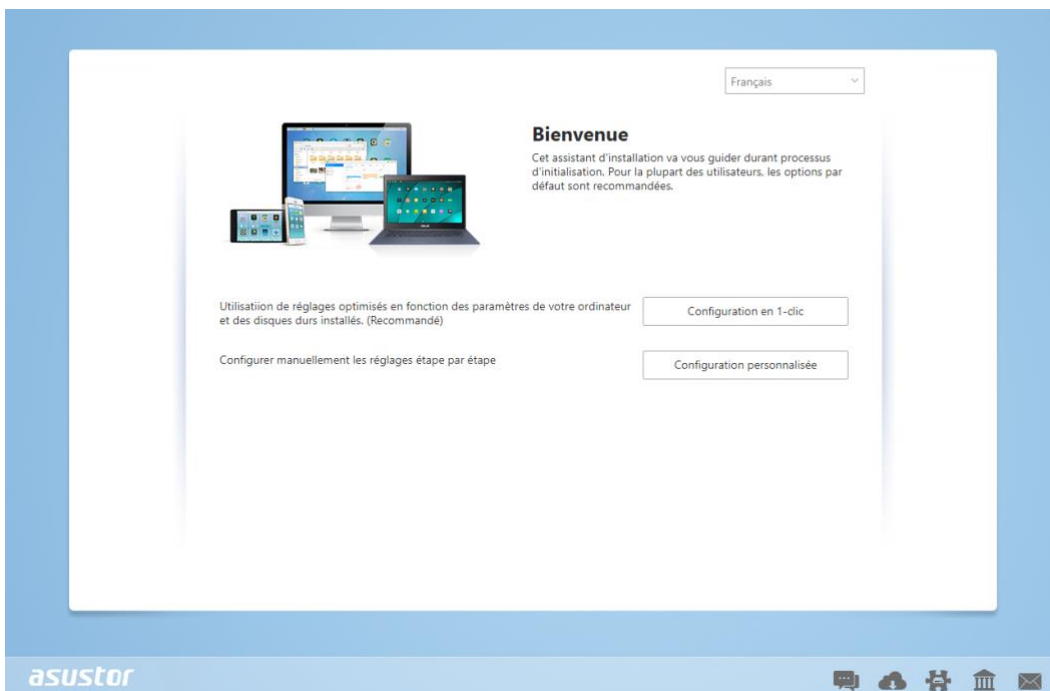 Français
Bienvenue
Cet assistant d'installation va vous guider durant processus
d'initialisation. Pour la plupart des utilisateurs, les options par
défaut sont recommandées.
Utilisatiion de réglages optimisés en fonction des paramètres de votre ordinateur
et des disques durs installés. (Recommandé)
Configuration en 1-clic
Configurer manuellement les réglages étape par étape
Configuration personnalisée
asustor